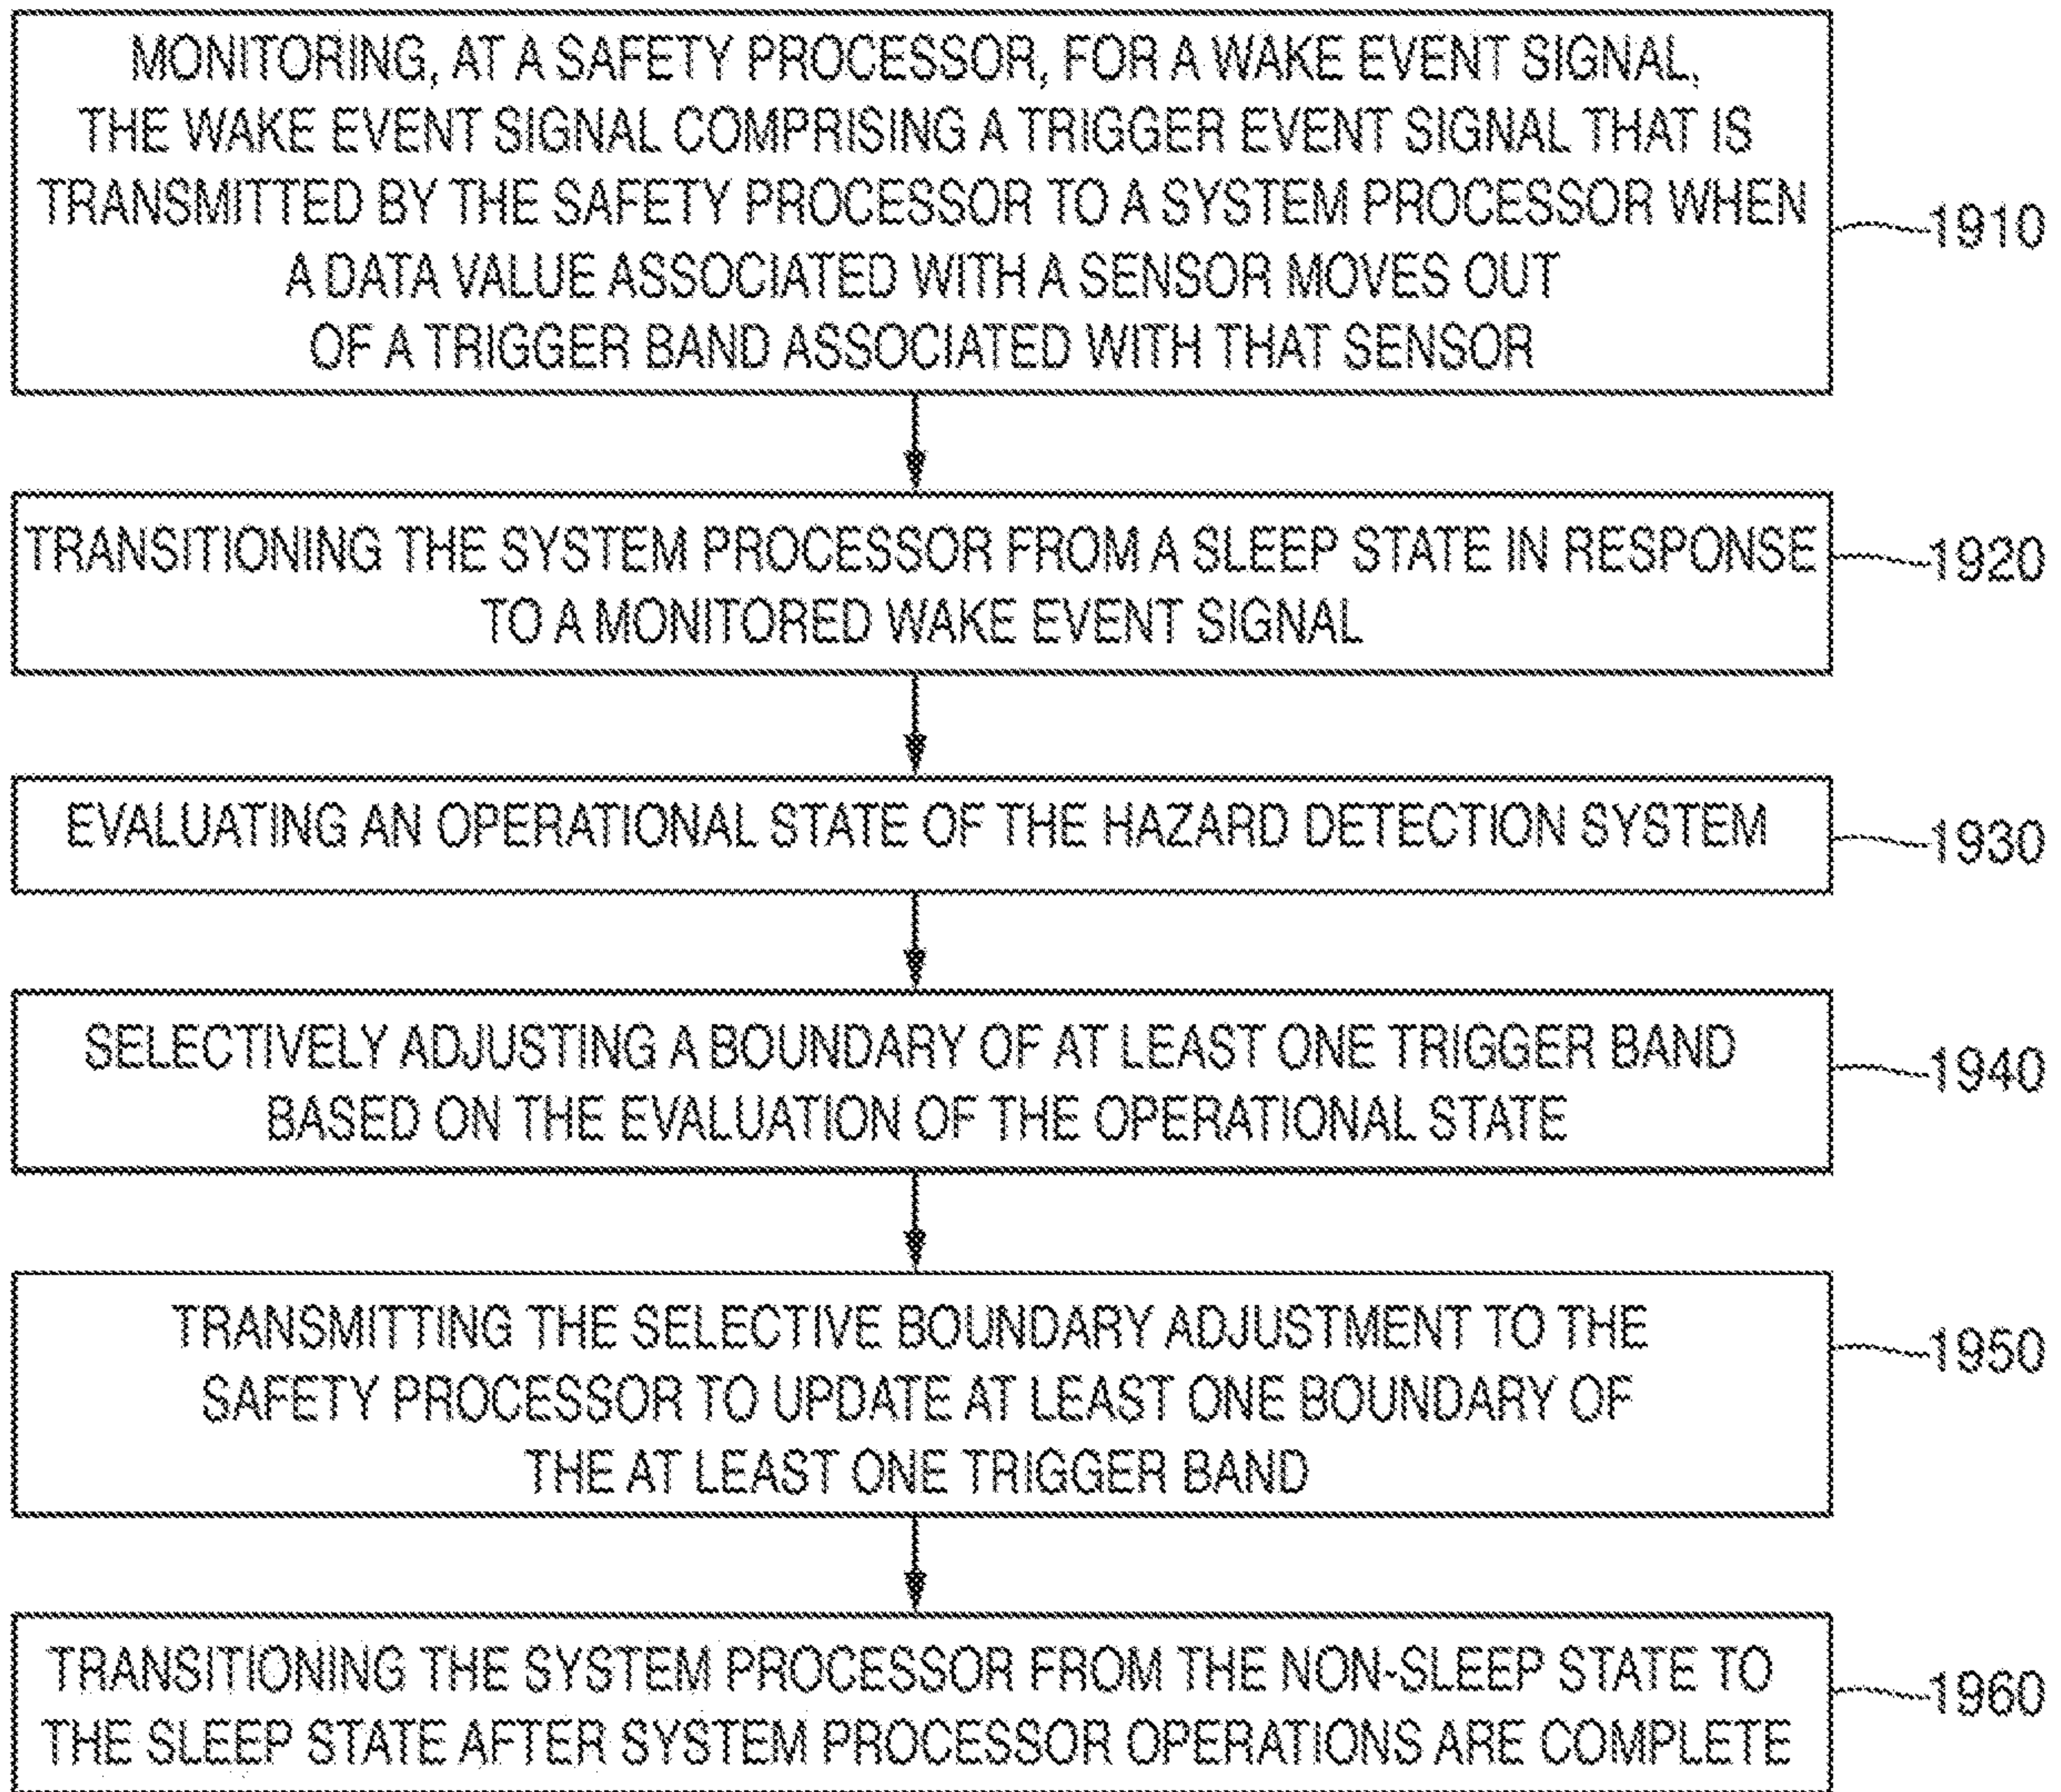 MONITORING, AT A SAFETY PROCESSOR, FOR A WAKE EVENT SIGNAL,
THE WAKE EVENT SIGNAL COMPRISING A TRIGGER EVENT SIGNAL THAT IS
TRANSMITTED BY THE SAFETY PROCESSOR TO A SYSTEM PROCESSOR WHEN
A DATA VALUE ASSOCIATED WITH A SENSOR MOVES OUT
OF A TRIGGER BAND ASSOCIATED WITH THAT SENSOR
1910
TRANSITIONING THE SYSTEM PROCESSOR FROM A SLEEP STATE IN RESPONSE
TO A MONITORED WAKE EVENT SIGNAL
1920
EVALUATING AN OPERATIONAL STATE OF THE HAZARD DETECTION SYSTEM
1930
SELECTIVELY ADJUSTING A BOUNDARY OF AT LEAST ONE TRIGGER BAND
BASED ON THE EVALUATION OF THE OPERATIONAL STATE
1940
TRANSMITTING THE SELECTIVE BOUNDARY ADJUSTMENT TO THE
SAFETY PROCESSOR TO UPDATE AT LEAST ONE BOUNDARY OF
THE AT LEAST ONE TRIGGER BAND
1950
TRANSITIONING THE SYSTEM PROCESSOR FROM THE NON-SLEEP STATE TO
THE SLEEP STATE AFTER SYSTEM PROCESSOR OPERATIONS ARE COMPLETE
1960